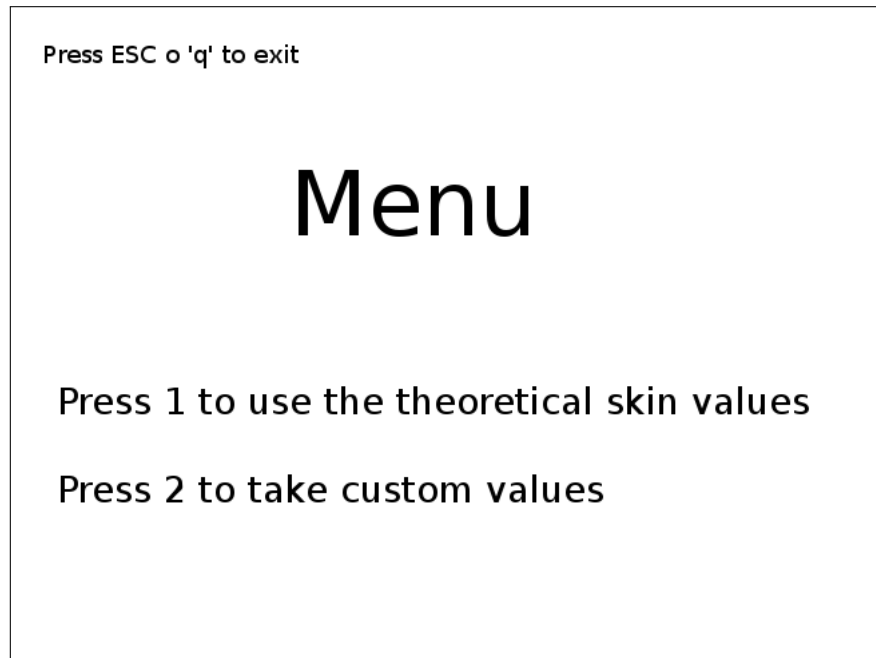 Press ESC o 'q' to exit
Menu
Press 1 to use the theoretical skin values
Press 2 to take custom values